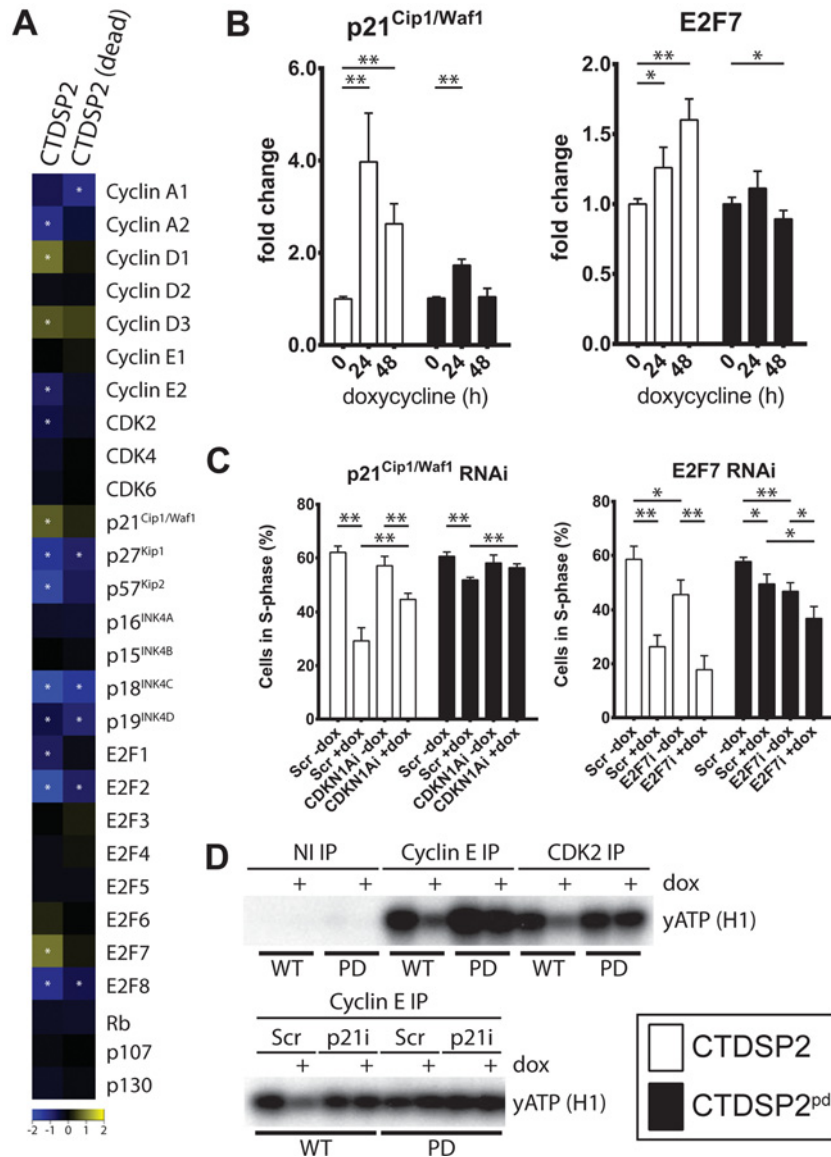 A
CTDSP2
CTDSP2 (dead)
* Cyclin A1
* Cyclin A2
* Cyclin D1
Cyclin D2
* Cyclin D3
Cyclin E1
* Cyclin E2
* CDK2
CDK4
CDK6
* p21Cip1/Waf1
* * p27Kip1
* p57Kip2
p16INK4A
p15INK4B
* * p18INK4C
* * p19INK4D
* E2F1
* * E2F2
E2F3
E2F4
E2F5
E2F6
* E2F7
* * E2F8
Rb
p107
p130
-2 -1 0 1 2
B
p21Cip1/Waf1
** ** **
fold change
6.0
4.0
2.0
0.0
0 24 48 0 24 48
doxycycline (h)
E2F7
** * *
fold change
2.0
1.5
1.0
0.5
0.0
0 24 48 0 24 48
doxycycline (h)
C
p21Cip1/Waf1 RNAi
Cells in S-phase (%)
80
60
40
20
0
** ** ** **
** 
Scr -dox
Scr +dox
CDKN1Ai -dox
CDKN1Ai +dox
Scr -dox
Scr +dox
CDKN1Ai -dox
CDKN1Ai +dox
E2F7 RNAi
Cells in S-phase (%)
80
60
40
20
0
* **
** ** * *
*
Scr -dox
Scr +dox
E2F7i -dox
E2F7i +dox
Scr -dox
Scr +dox
E2F7i -dox
E2F7i +dox
D
NI IP Cyclin E IP CDK2 IP
+ + + + + + dox
yATP (H1)
WT PD WT PD WT PD
Cyclin E IP
Scr p21i Scr p21i
+ + + + dox
yATP (H1)
WT PD
CTDSP2
CTDSP2pd